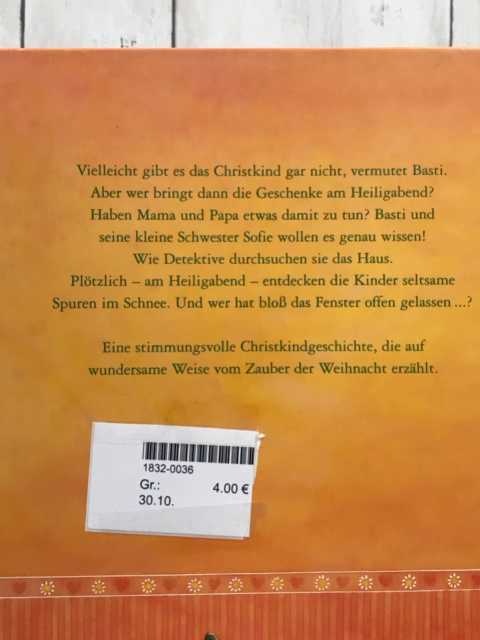 Vielleicht gibt es das Christkind gar nicht, vermutet Basti.
Aber wer bringt dann die Geschenke am Heiligabend?
Haben Mama und Papa etwas damit zu tun? Basti und
seine kleine Schwester Sofie wollen es genau wissen!
Wie Detektive durchsuchen sie das Haus.
Plötzlich – am Heiligabend – entdecken die Kinder seltsame
Spuren im Schnee. Und wer hat bloß das Fenster offen gelassen ...?
Eine stimmungsvolle Christkindgeschichte, die auf
wundersame Weise vom Zauber der Weihnacht erzählt.
1832-0036
Gr.: 4.00 €
30.10.